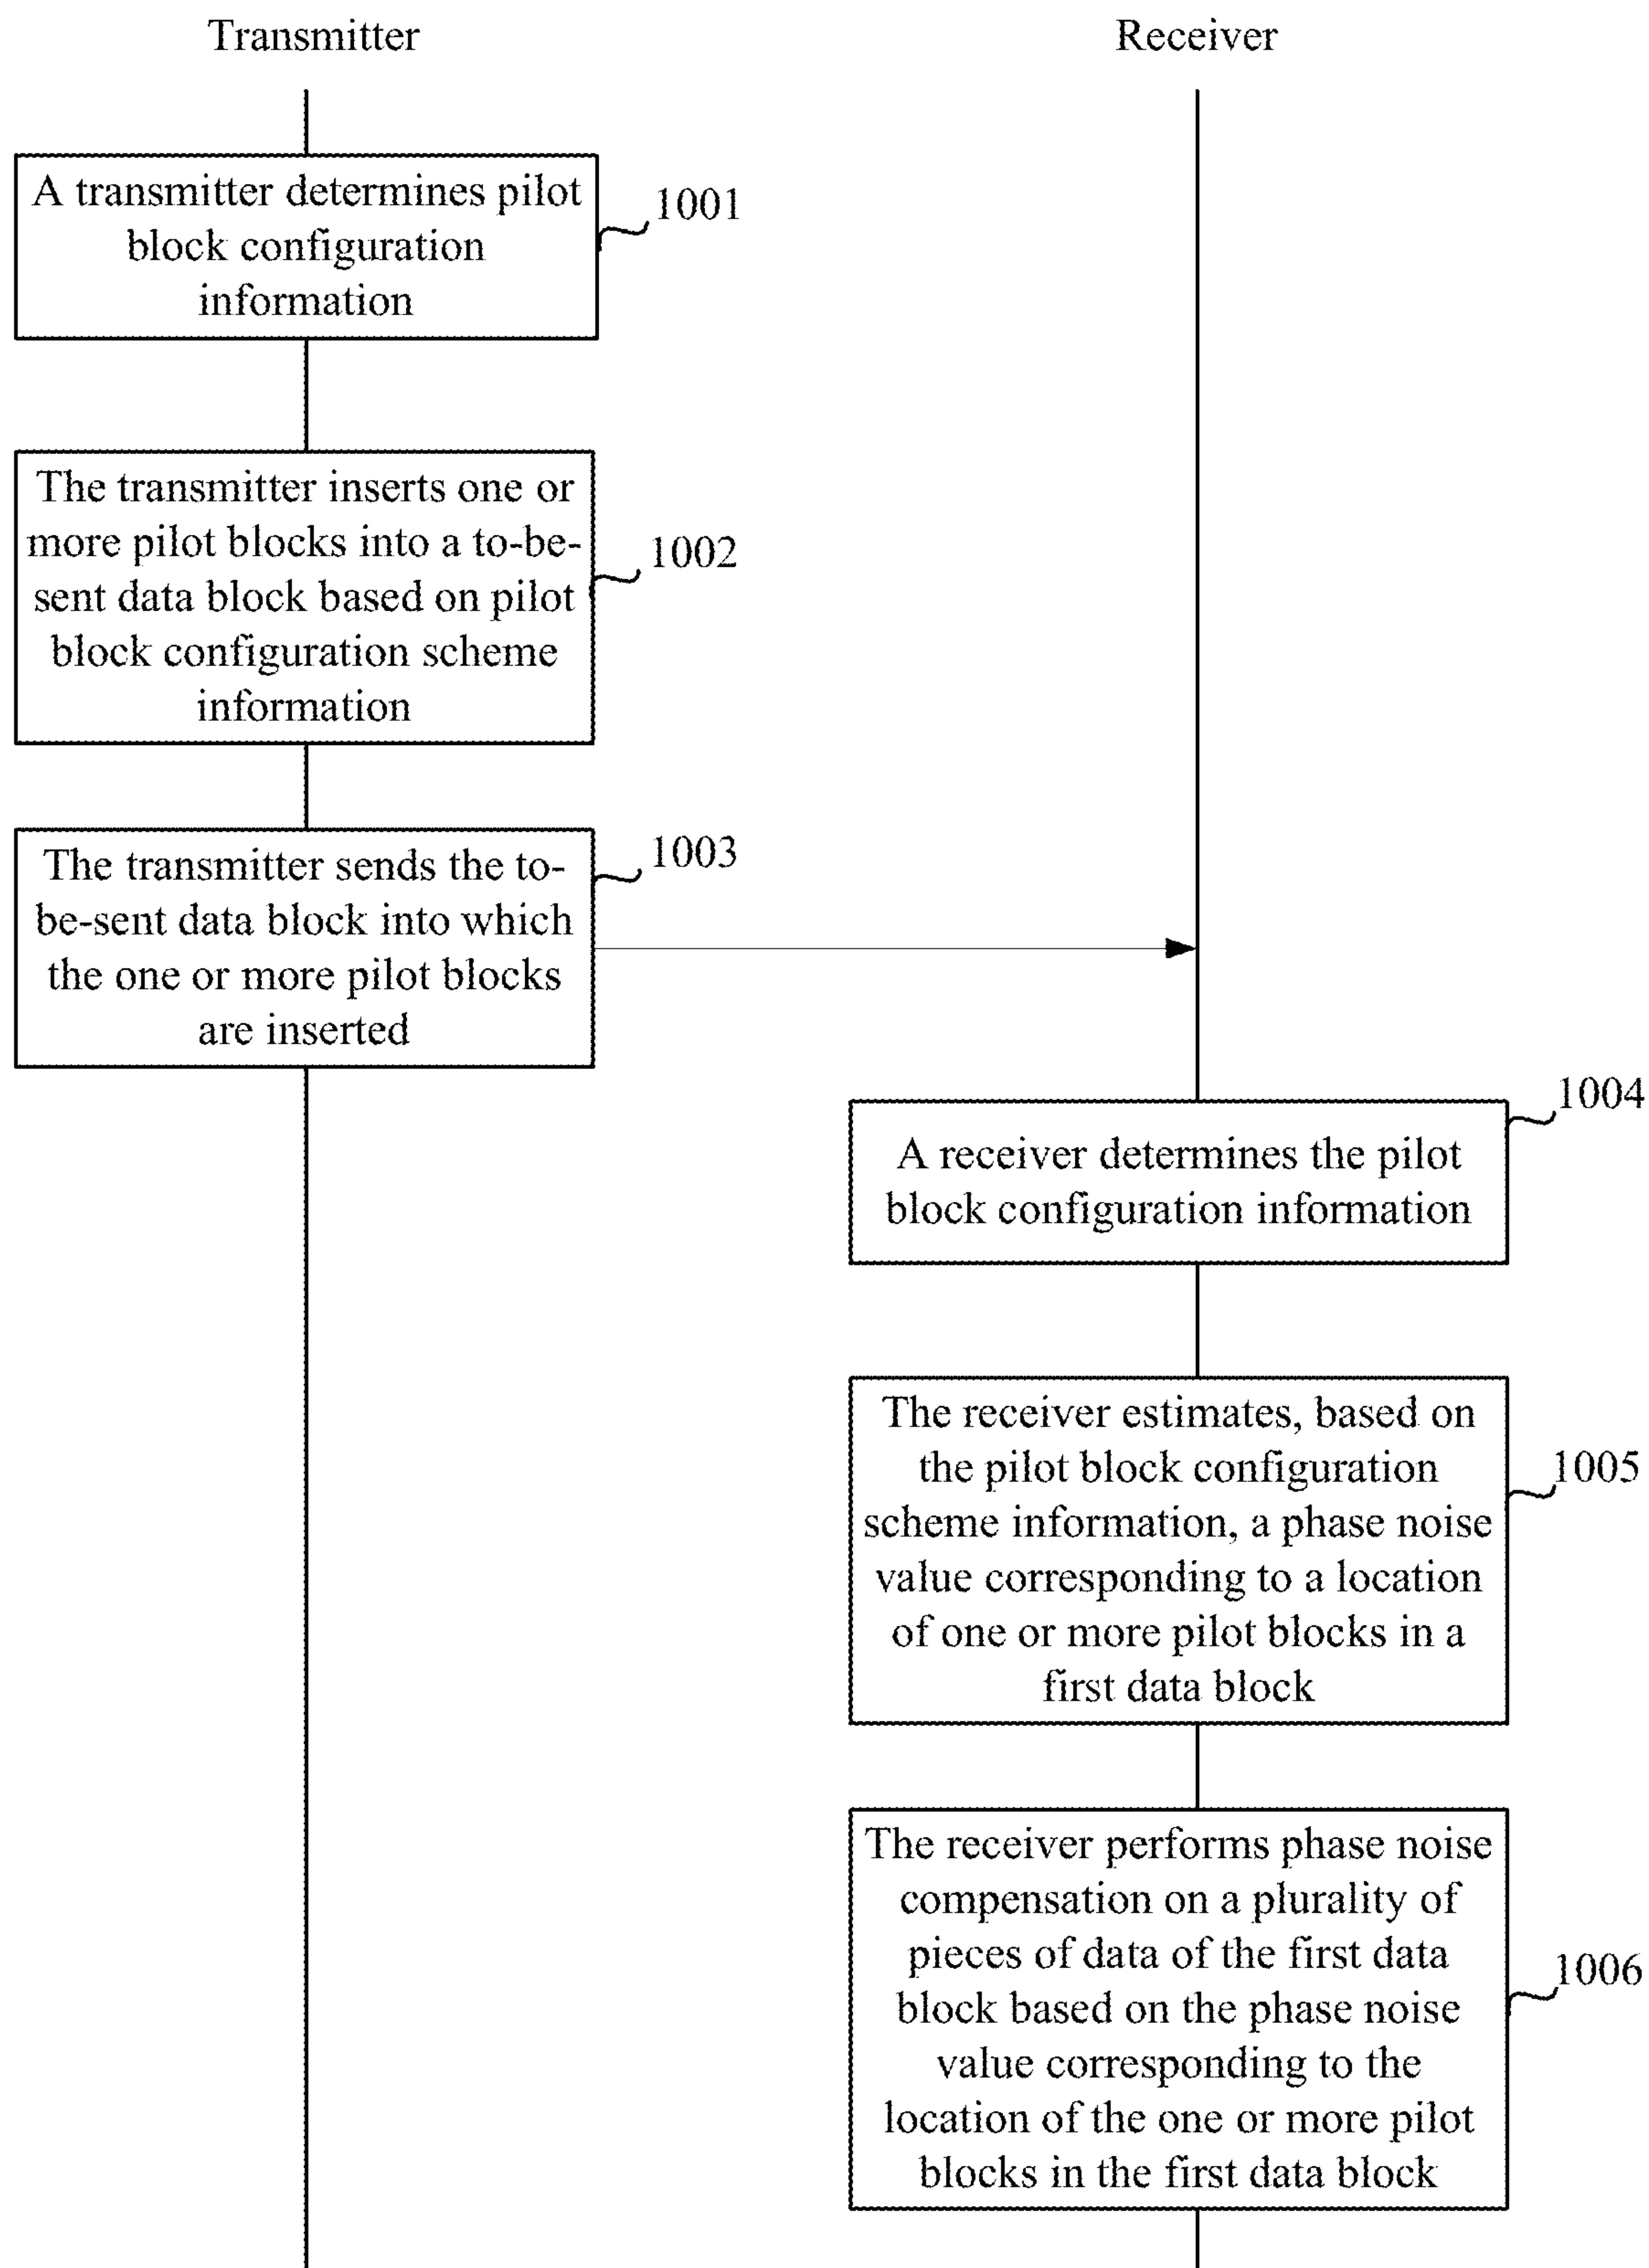 Transmitter
Receiver
A transmitter determines pilot
block configuration
information
1001
The transmitter inserts one or
more pilot blocks into a to-be-
sent data block based on pilot
block configuration scheme
information
1002
The transmitter sends the to-
be-sent data block into which
the one or more pilot blocks
are inserted
1003
A receiver determines the pilot
block configuration information
1004
The receiver estimates, based on
the pilot block configuration
scheme information, a phase noise
value corresponding to a location
of one or more pilot blocks in a
first data block
1005
The receiver performs phase noise
compensation on a plurality of
pieces of data of the first data
block based on the phase noise
value corresponding to the
location of the one or more pilot
blocks in the first data block
1006